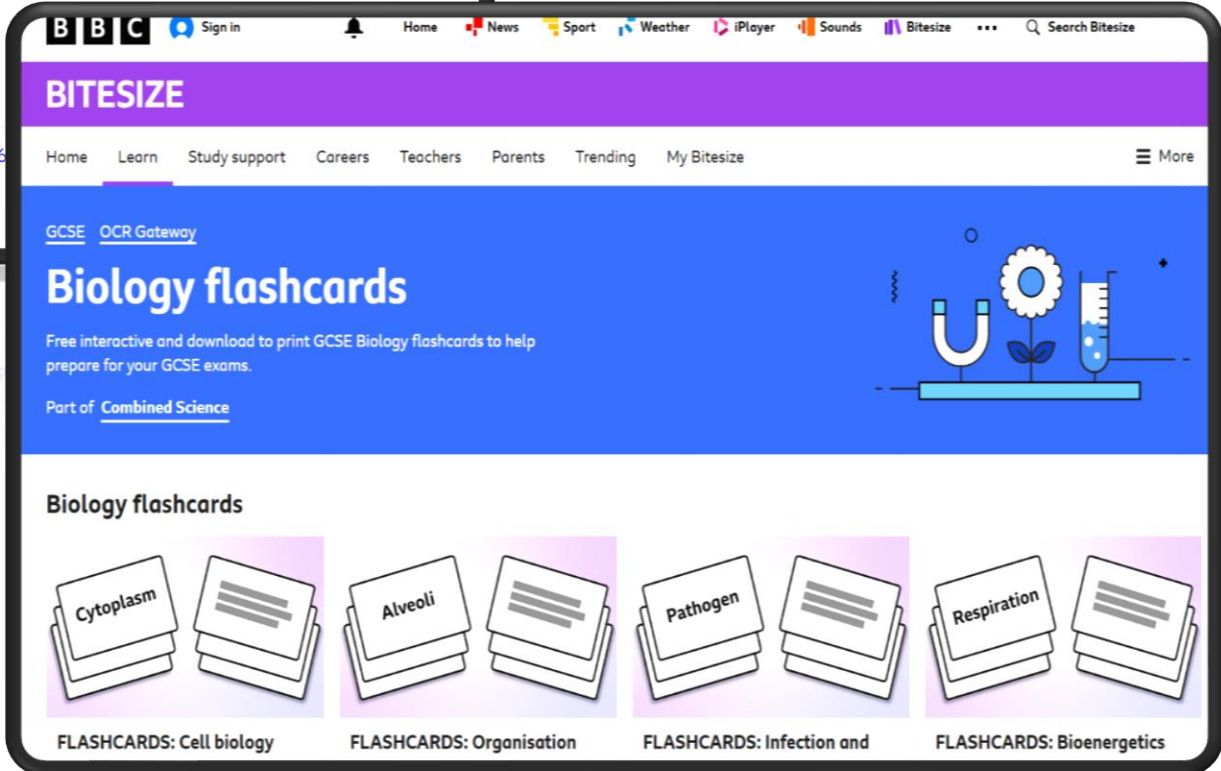 BBC Sign in Home News Sport Weather iPlayer Sounds Bitesize ... Search Bitesize
BITESIZE
Home Learn Study support Careers Teachers Parents Trending My Bitesize More
GCSE OCR Gateway
Biology flashcards
Free interactive and download to print GCSE Biology flashcards to help
prepare for your GCSE exams.
Part of Combined Science
Biology flashcards
Cytoplasm Alveoli Pathogen Respiration
FLASHCARDS: Cell biology FLASHCARDS: Organisation FLASHCARDS: Infection and FLASHCARDS: Bioenergetics